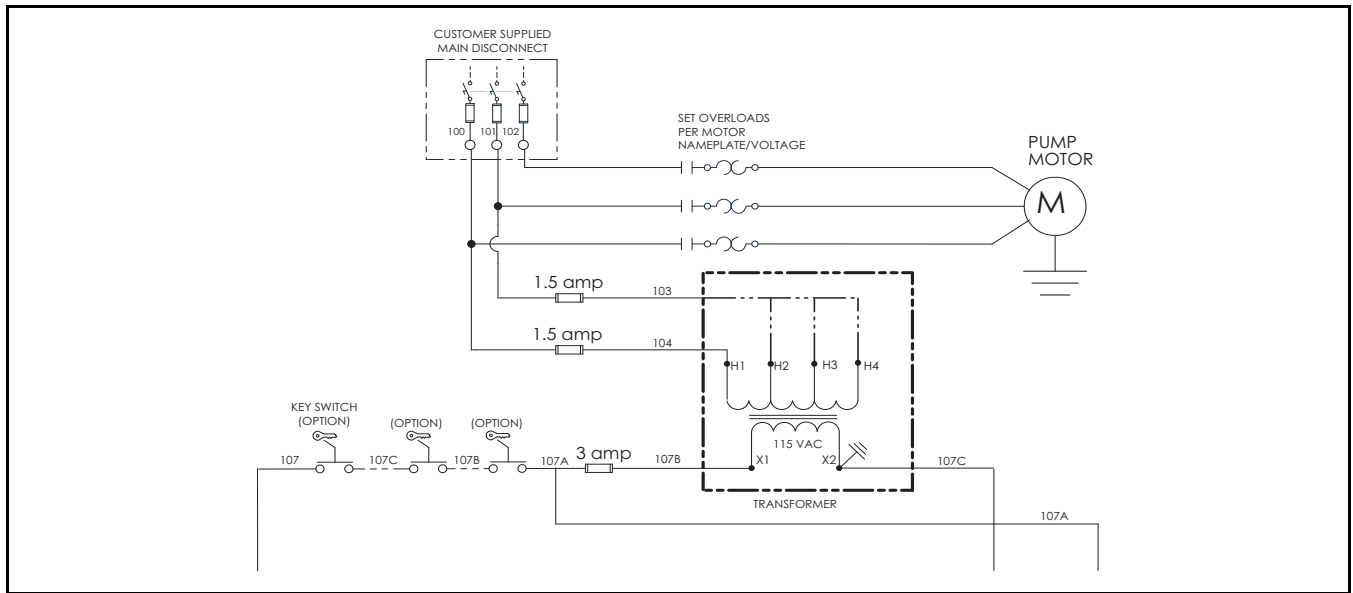 CUSTOMER SUPPLIED
MAIN DISCONNECT
100
101
102
SET OVERLOADS
PER MOTOR
NAMEPLATE/VOLTAGE
PUMP
MOTOR
M
1.5 amp
103
1.5 amp
104
H1
H2
H3
H4
KEY SWITCH
(OPTION)
(OPTION)
(OPTION)
107
107C
107B
107A
3 amp
107B
115 VAC
X1
X2
107C
TRANSFORMER
107A